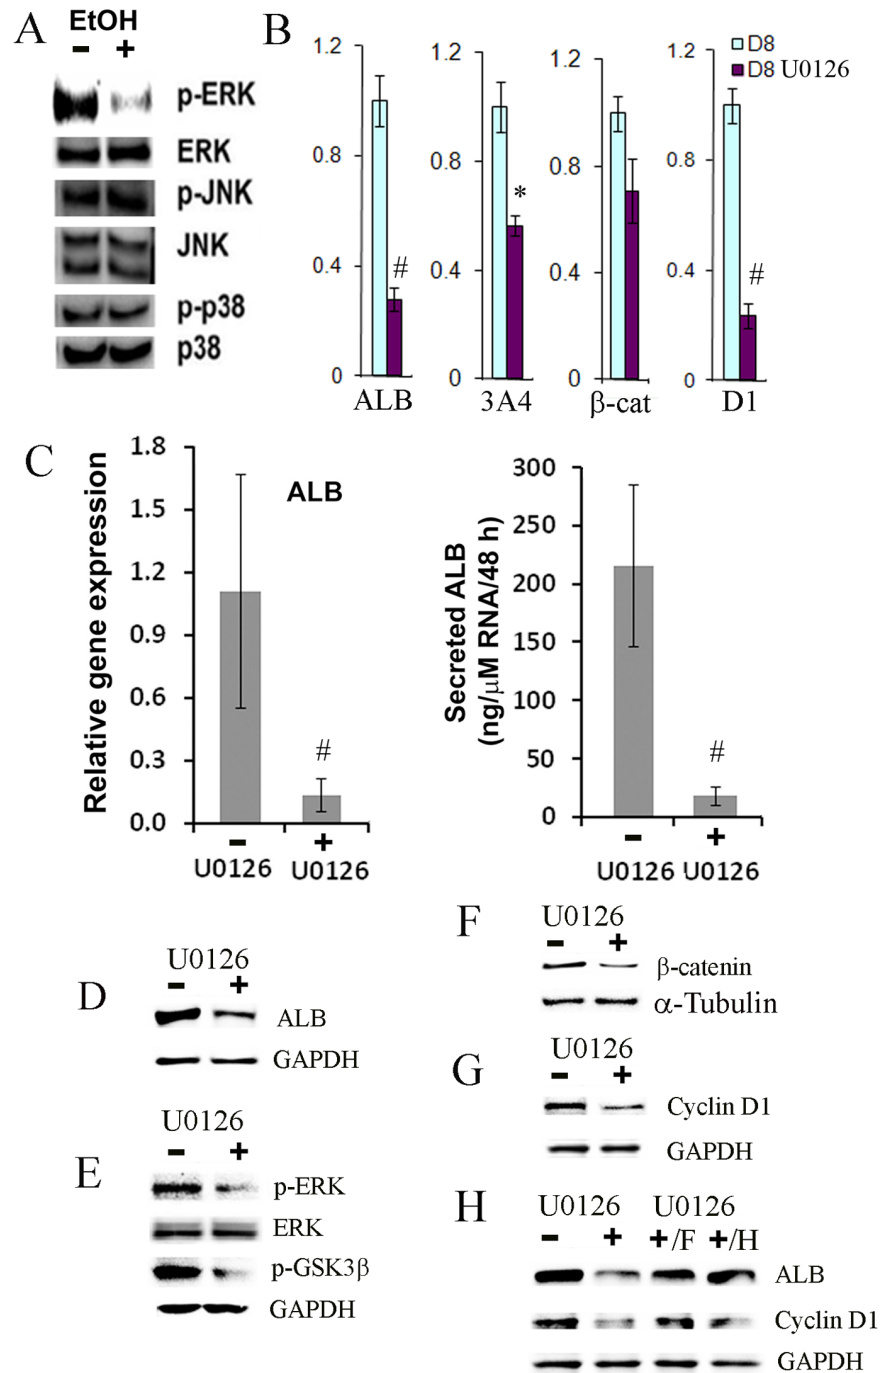 A
EtOH
− +
p-ERK
ERK
p-JNK
JNK
p-p38
p38
B
D8
D8 U0126
1.2
0.8
0.4
0
#
ALB
1.2
0.8
0.4
0
*
3A4
1.2
0.8
0.4
0
β-cat
1.2
0.8
0.4
0
#
D1
C
Relative gene expression
1.8
1.5
1.2
0.9
0.6
0.3
0.0
ALB
#
− +
U0126 U0126
Secreted ALB
(ng/μM RNA/48 h)
300
250
200
150
100
50
0
#
− +
U0126 U0126
D
U0126
− +
ALB
GAPDH
E
U0126
− +
p-ERK
ERK
p-GSK3β
GAPDH
F
U0126
− +
β-catenin
α-Tubulin
G
U0126
− +
Cyclin D1
GAPDH
H
U0126 U0126
− + +/F +/H
ALB
Cyclin D1
GAPDH